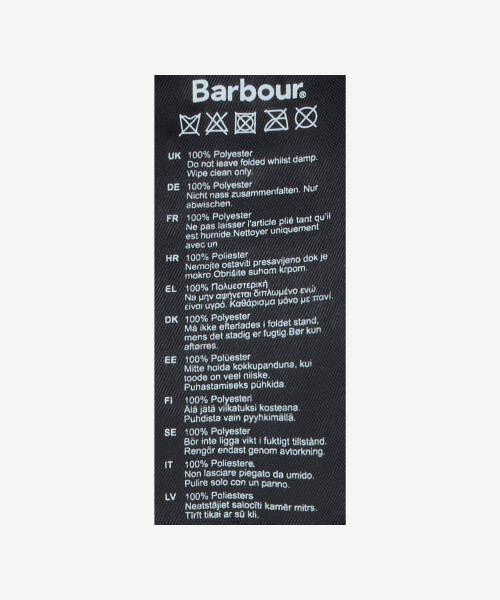 Barbour®
UK 100% Polyester
Do not leave folded whilst damp.
Wipe clean only.
DE 100% Polyester
Nicht nass zusammenfalten. Nur
abwischen.
FR 100% Polyester
Ne pas laisser l'article plié tant qu'il
est humide.Nettoyer uniquement
avec un
HR 100% Poliester
Nemojte ostaviti presavijeno dok je
mokro.Obrišite suhom krpom.
EL 100% Πολυεστερική
Να μην αφήνεται διπλωμένο ενώ
είναι υγρό. Καθάρισμα μόνο με πανί.
DK 100% Polyester
Må ikke efterlades i foldet stand,
mens det stadig er fugtig.Bør kun
aftørres.
EE 100% Polüester
Mitte hoida kokkupanduna, kui
toode on veel niiske.
Puhastamiseks pühkida.
Fi 100% Polyesteri
Älä jätä viikatuksi kosteana.
Puhdista vain pyyhkimällä.
SE 100% Polyester
Bör inte ligga vikt i fuktigt tillstånd.
Rengör endast genom avtorkning.
IT 100% Poliestere.
Non lasciare piegato da umido.
Pulire solo con un panno.
LV 100% Poliesters
Neatstājiet salocīti kamēr mitrs.
Tīrīt tikai ar sū kli.